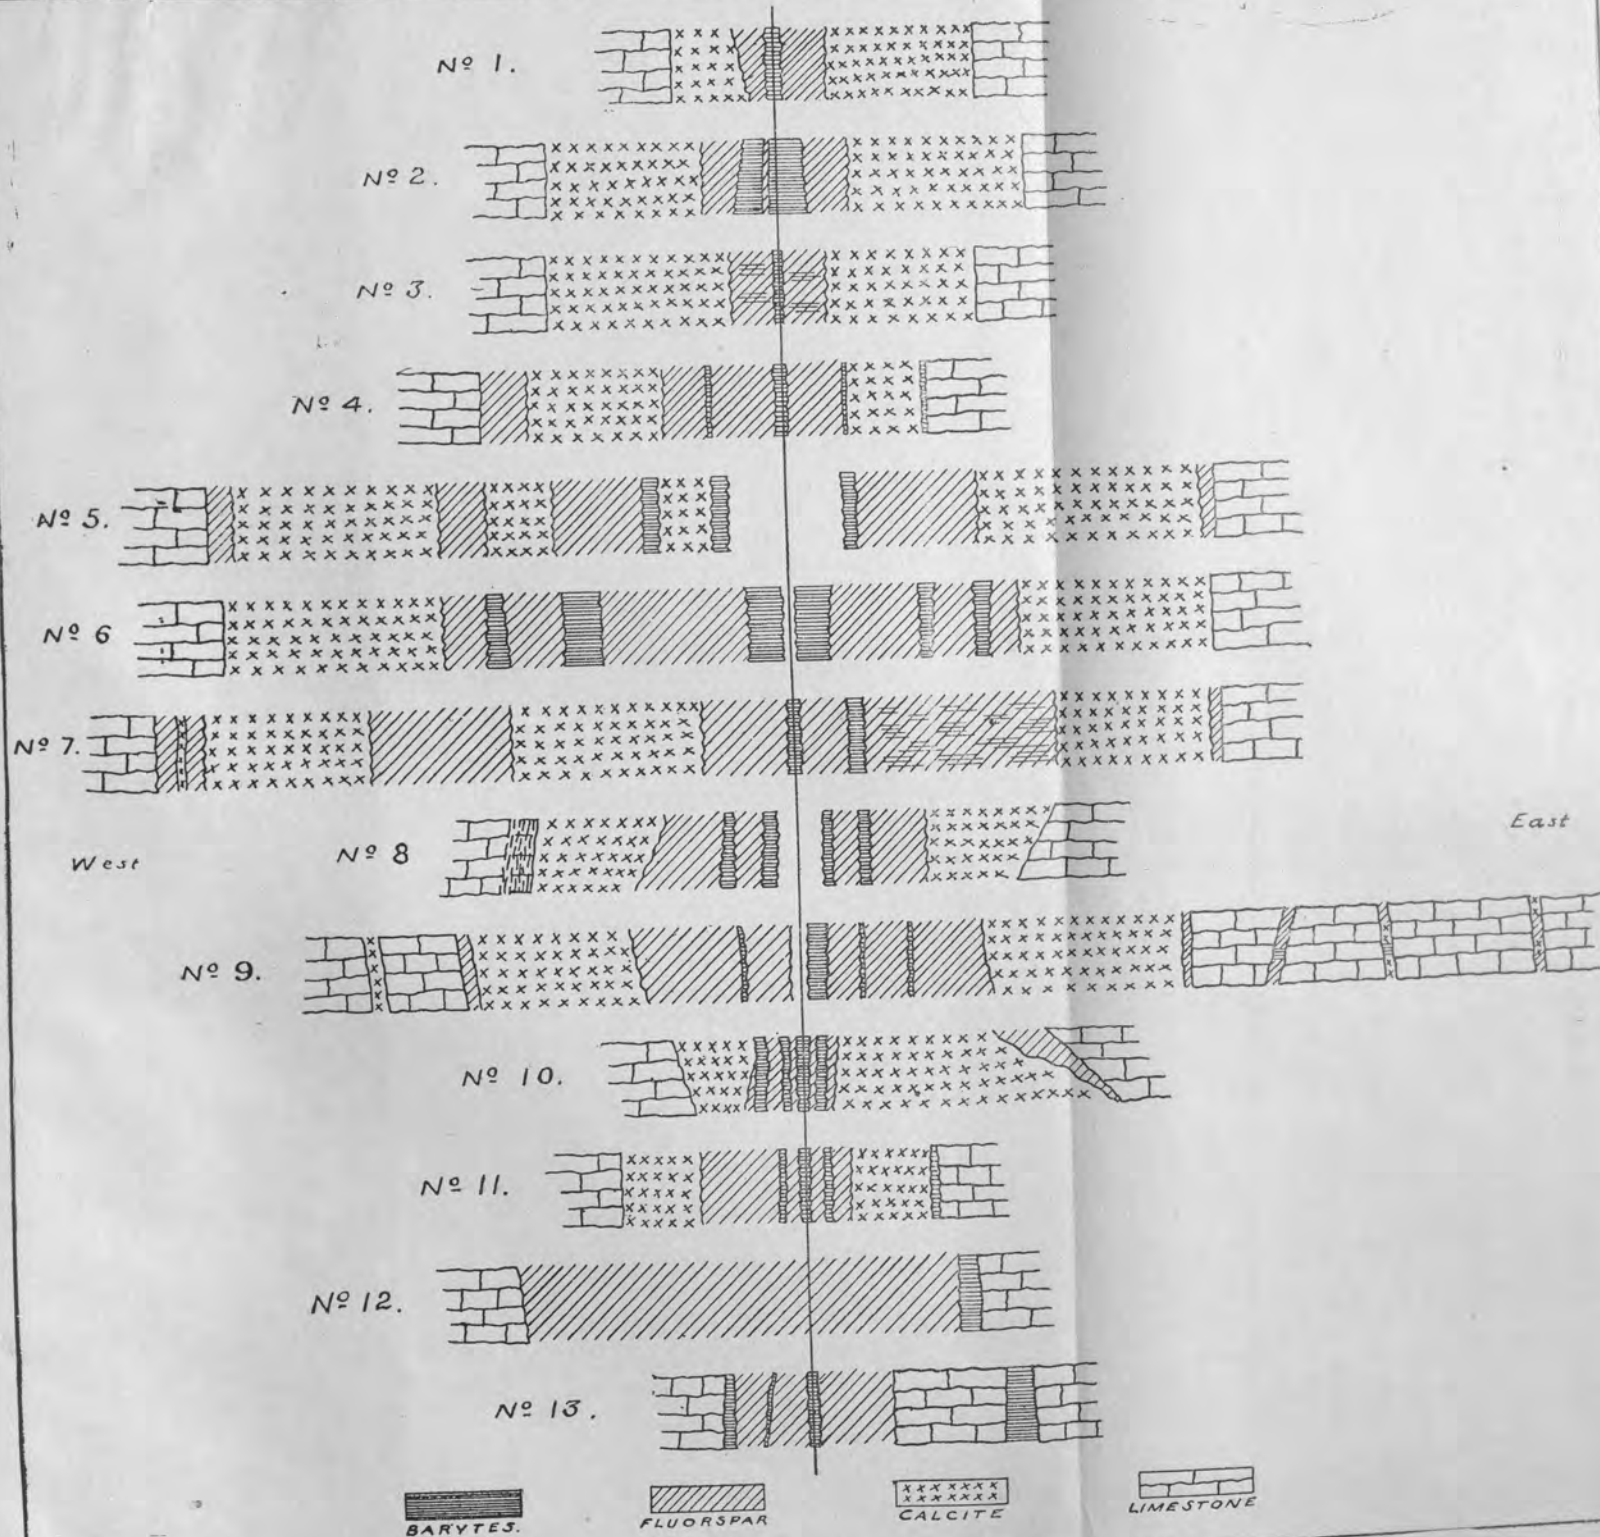 Nº 1.
Nº 2.
Nº 3.
Nº 4.
Nº 5.
Nº 6
Nº 7.
Nº 8
West
East
Nº 9.
Nº 10.
Nº 11.
Nº 12.
Nº 13.
BARYTES.
FLUORSPAR
CALCITE
LIMESTONE